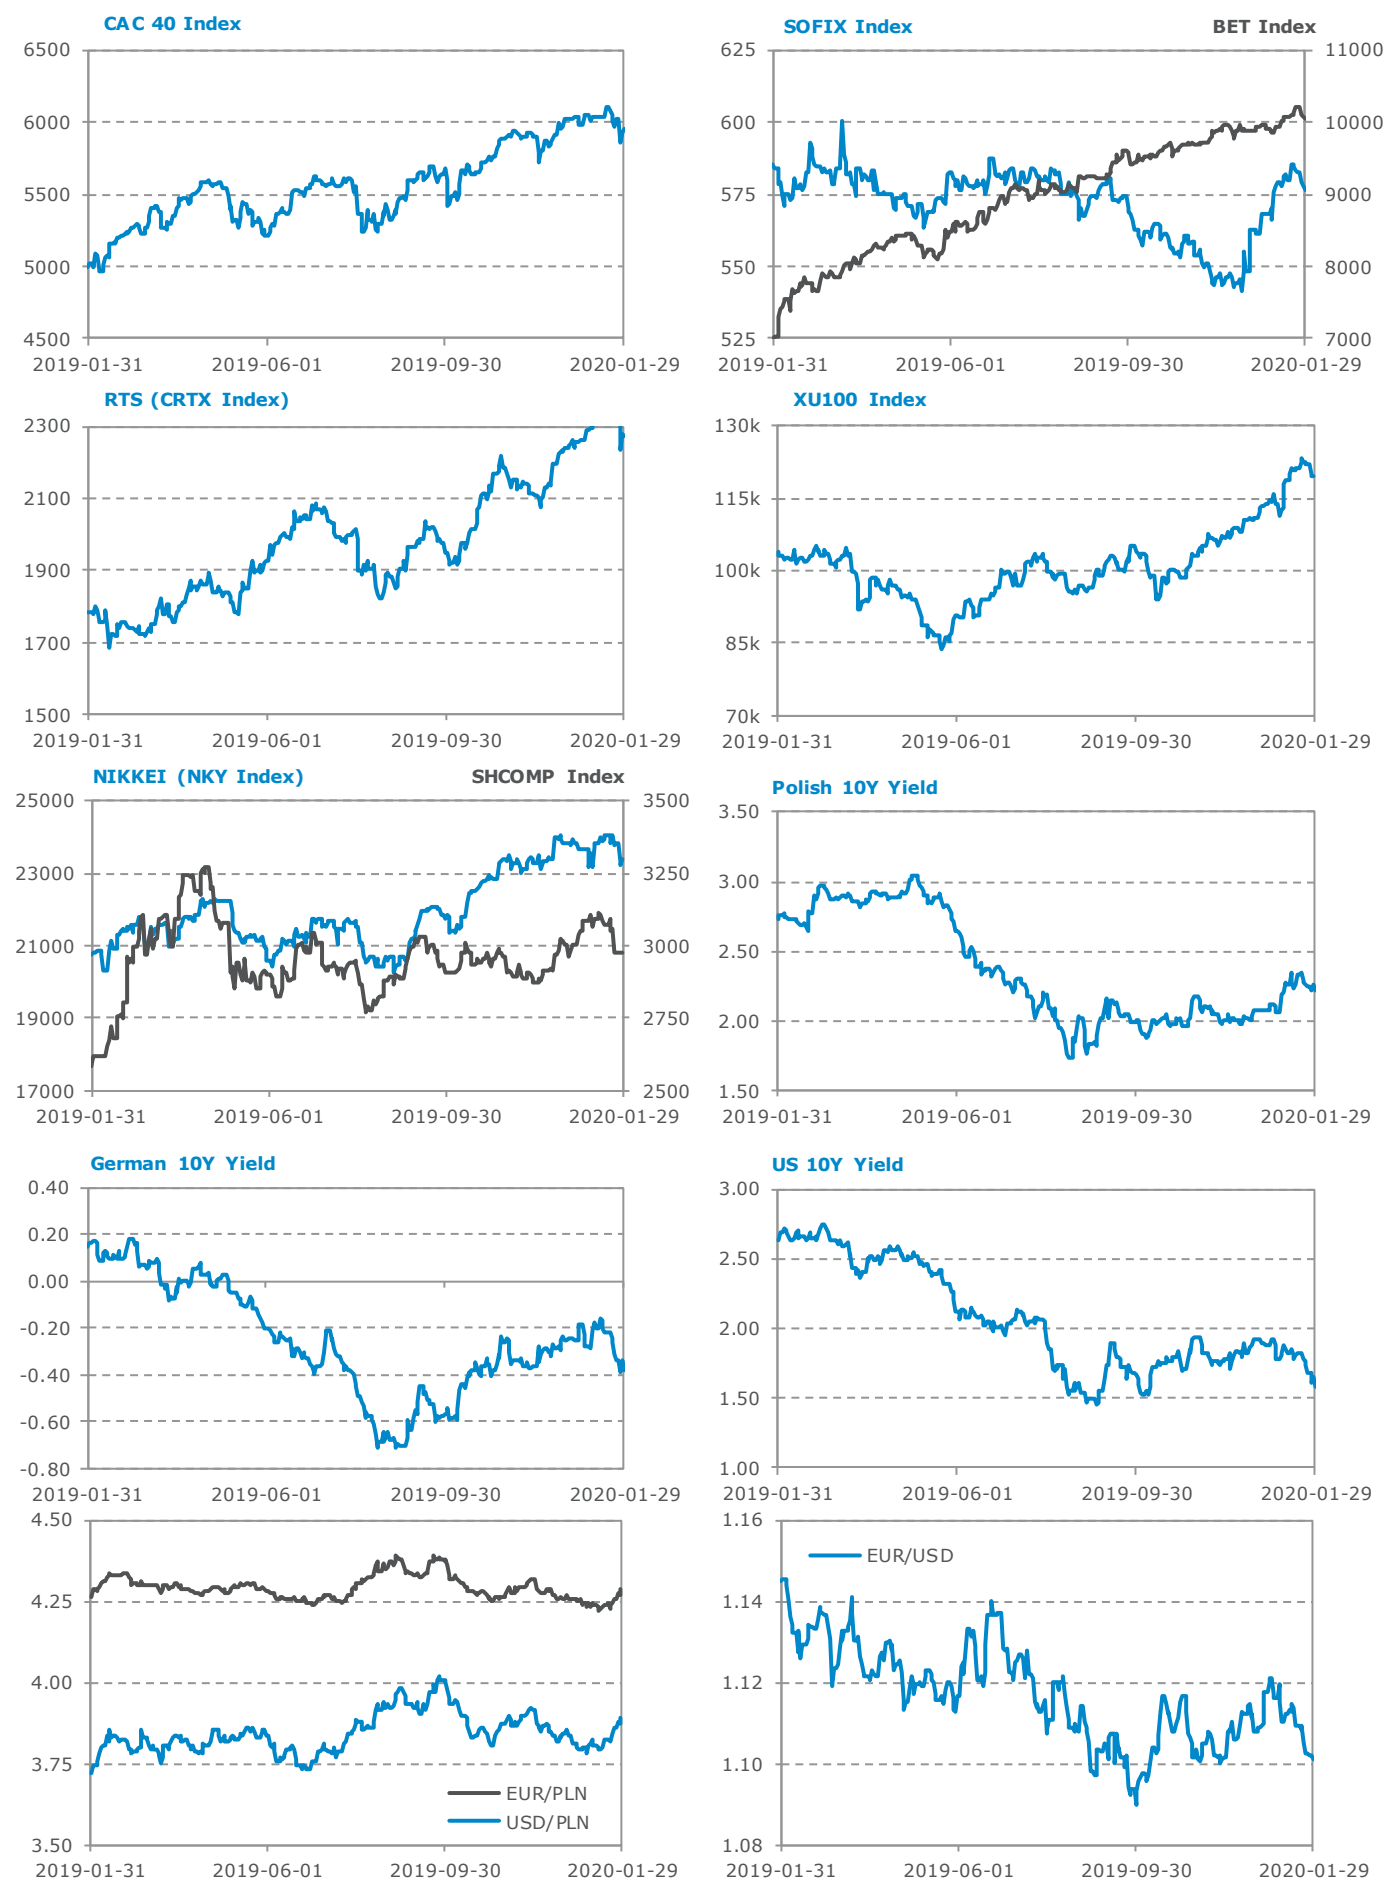 CAC 40 Index
6500
6000
5500
5000
4500
2019-01-31 2019-06-01 2019-09-30 2020-01-29
SOFIX Index BET Index
625 11000
600 10000
575 9000
550 8000
525 7000
2019-01-31 2019-06-01 2019-09-30 2020-01-29
RTS (CRTX Index)
2300
2100
1900
1700
1500
2019-01-31 2019-06-01 2019-09-30 2020-01-29
XU100 Index
130k
115k
100k
85k
70k
2019-01-31 2019-06-01 2019-09-30 2020-01-29
NIKKEI (NKY Index) SHCOMP Index
25000 3500
23000 3250
21000 3000
19000 2750
17000 2500
2019-01-31 2019-06-01 2019-09-30 2020-01-29
Polish 10Y Yield
3.50
3.00
2.50
2.00
1.50
2019-01-31 2019-06-01 2019-09-30 2020-01-29
German 10Y Yield
0.40
0.20
0.00
-0.20
-0.40
-0.60
-0.80
2019-01-31 2019-06-01 2019-09-30 2020-01-29
US 10Y Yield
3.00
2.50
2.00
1.50
1.00
2019-01-31 2019-06-01 2019-09-30 2020-01-29
4.50
4.25
4.00
3.75
EUR/PLN
USD/PLN
3.50
2019-01-31 2019-06-01 2019-09-30 2020-01-29
1.16
EUR/USD
1.14
1.12
1.10
1.08
2019-01-31 2019-06-01 2019-09-30 2020-01-29